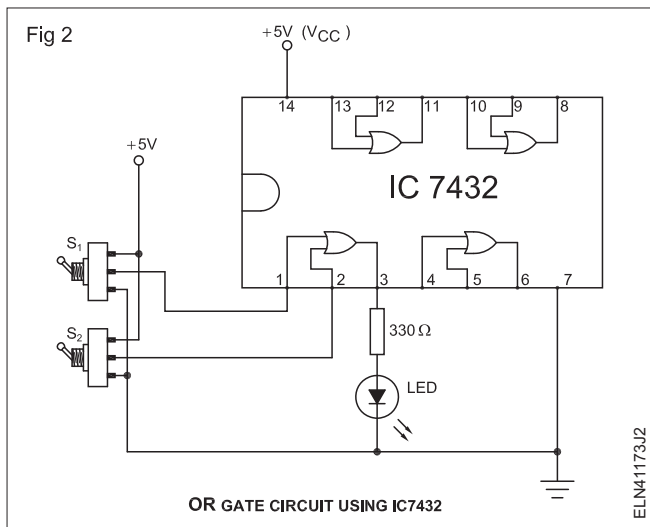 Fig 2
+5V (VCC)
14 13 12 11 10 9 8
+5V
IC 7432
S1
1 2 3 4 5 6 7
S2
330 Ω
LED
OR GATE CIRCUIT USING IC7432
ELN41173J2